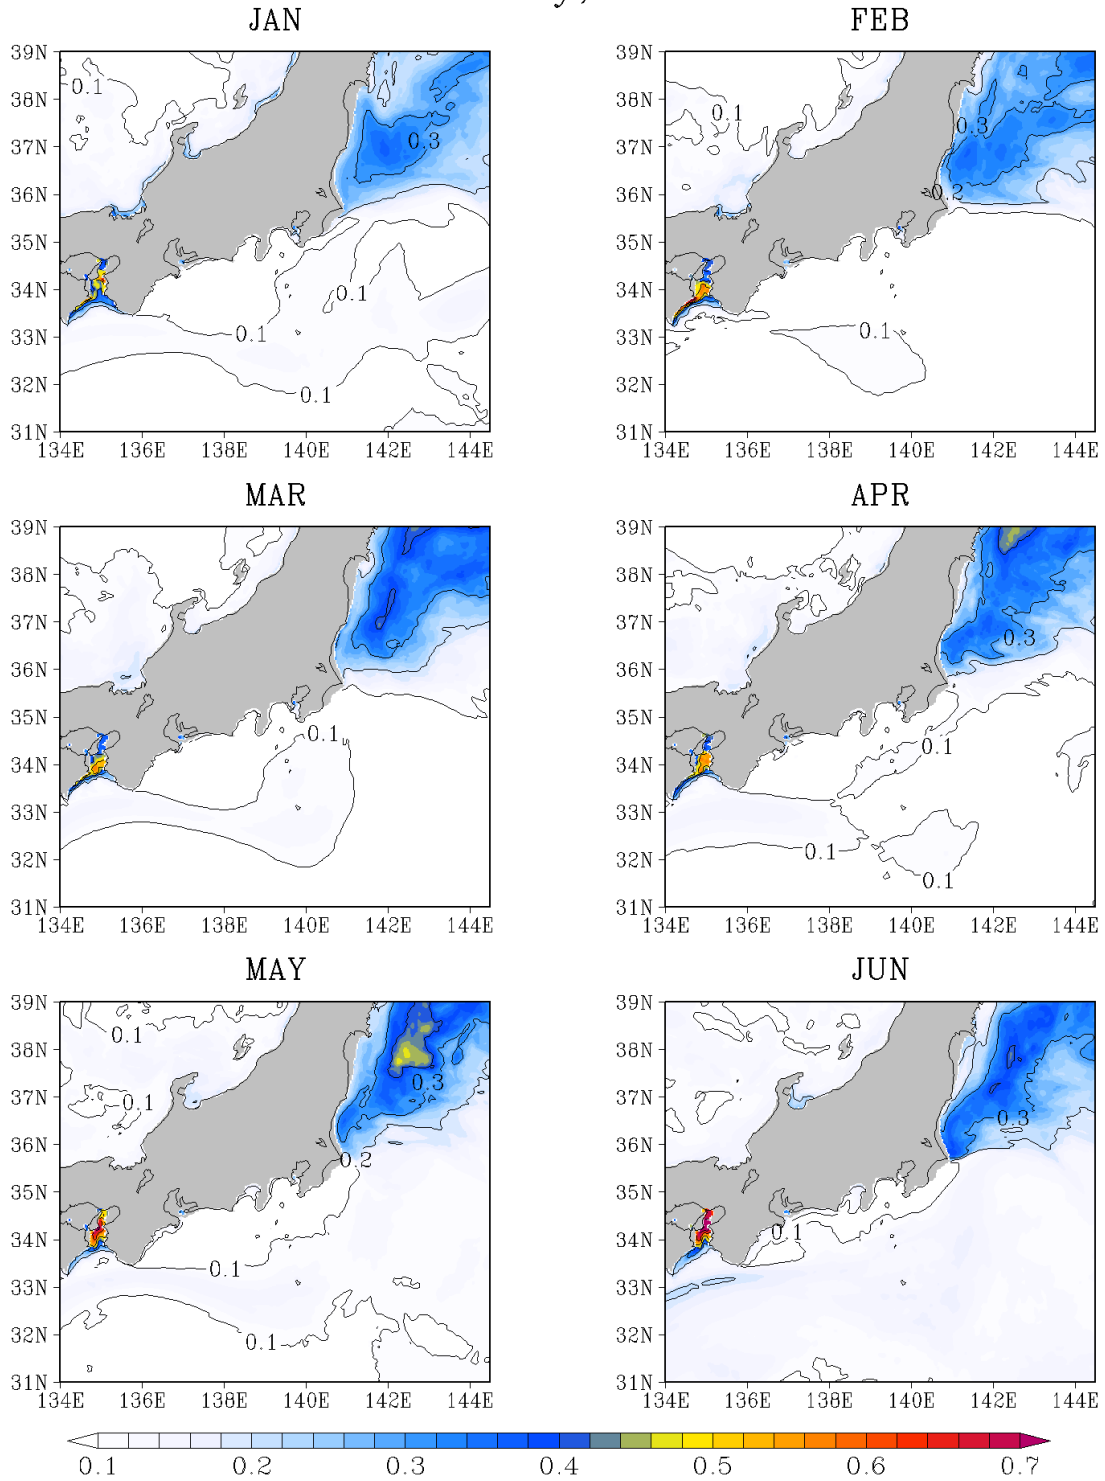 JAN FEB
39N 39N
0.1 0.1
38N 38N
0.3 0.3
37N 37N
36N 0.2 36N
35N 35N
34N 0.1 34N
33N 0.1 33N 0.1
32N 0.1 32N
31N 31N
134E 136E 138E 140E 142E 144E 134E 136E 138E 140E 142E 144E
MAR APR
39N 39N
38N 38N
37N 37N 0.3
36N 36N
35N 0.1 35N 0.1
34N 34N
33N 33N
32N 32N 0.1
0.1
31N 31N
134E 136E 138E 140E 142E 144E 134E 136E 138E 140E 142E 144E
MAY JUN
39N 39N
0.1
38N 38N
0.3
37N 0.1 37N 0.3
36N 0.2 36N
35N 35N
34N 34N 0.1
0.1
33N 33N
32N 0.1 32N
31N 31N
134E 136E 138E 140E 142E 144E 134E 136E 138E 140E 142E 144E
0.1 0.2 0.3 0.4 0.5 0.6 0.7